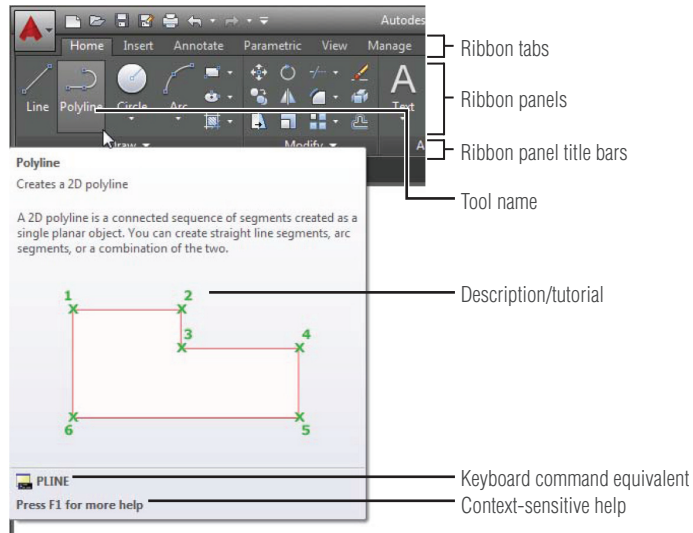 Autodes
Home Insert Annotate Parametric View Manage
Line Polyline Circle Arc Text
Draw Modify A
Ribbon tabs
Ribbon panels
Ribbon panel title bars
Tool name
Polyline
Creates a 2D polyline
A 2D polyline is a connected sequence of segments created as a
single planar object. You can create straight line segments, arc
segments, or a combination of the two.
1 2
3 4
6 5
Description/tutorial
PLINE
Press F1 for more help
Keyboard command equivalent
Context-sensitive help